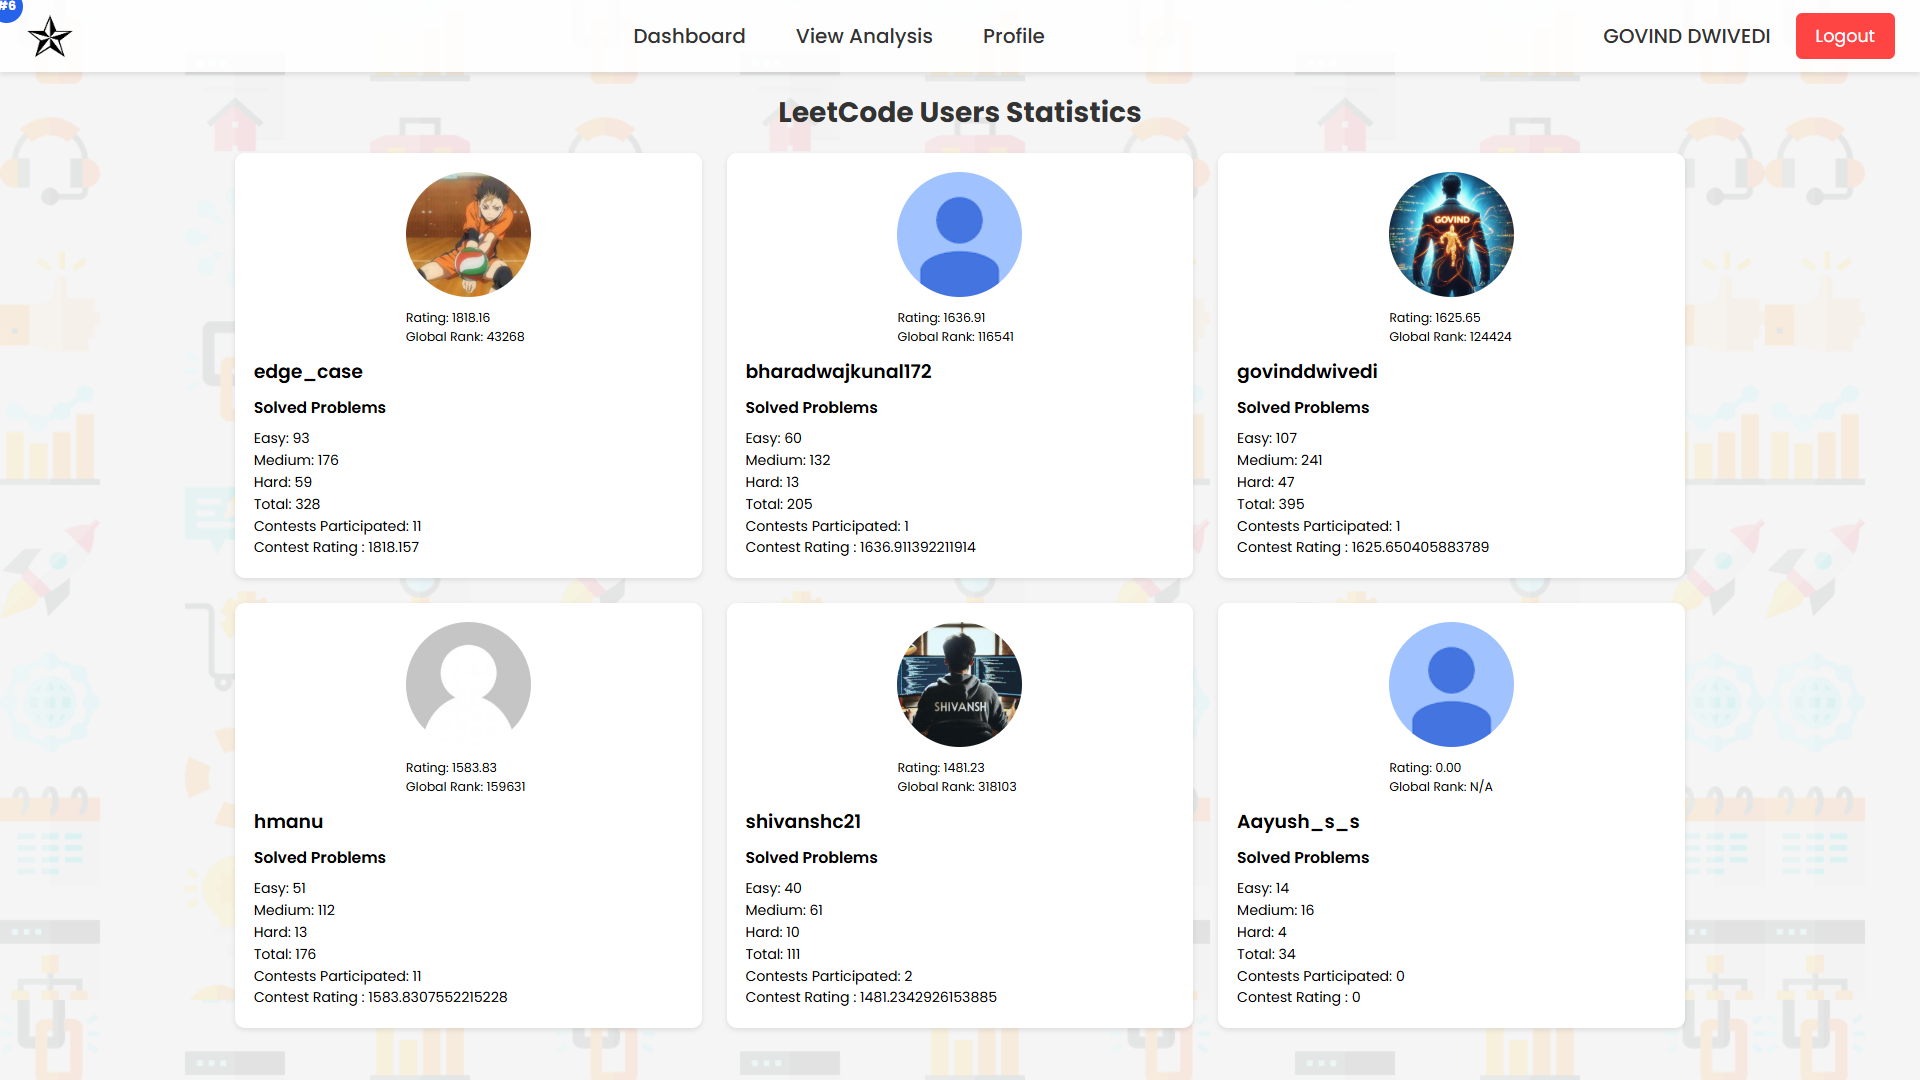 #6
Dashboard
View Analysis
Profile
GOVIND DWIVEDI
Logout
LeetCode Users Statistics
Rating: 1818.16
Global Rank: 43268
edge_case
Solved Problems
Easy: 93
Medium: 176
Hard: 59
Total: 328
Contests Participated: 11
Contest Rating : 1818.157
Rating: 1636.91
Global Rank: 116541
bharadwajkunal172
Solved Problems
Easy: 60
Medium: 132
Hard: 13
Total: 205
Contests Participated: 1
Contest Rating : 1636.911392211914
GOVIND
Rating: 1625.65
Global Rank: 124424
govinddwivedi
Solved Problems
Easy: 107
Medium: 241
Hard: 47
Total: 395
Contests Participated: 1
Contest Rating : 1625.650405883789
Rating: 1583.83
Global Rank: 159631
hmanu
Solved Problems
Easy: 51
Medium: 112
Hard: 13
Total: 176
Contests Participated: 11
Contest Rating : 1583.8307552215228
SHIVANSH
Rating: 1481.23
Global Rank: 318103
shivanshc21
Solved Problems
Easy: 40
Medium: 61
Hard: 10
Total: 111
Contests Participated: 2
Contest Rating : 1481.2342926153885
Rating: 0.00
Global Rank: N/A
Aayush_s_s
Solved Problems
Easy: 14
Medium: 16
Hard: 4
Total: 34
Contests Participated: 0
Contest Rating : 0